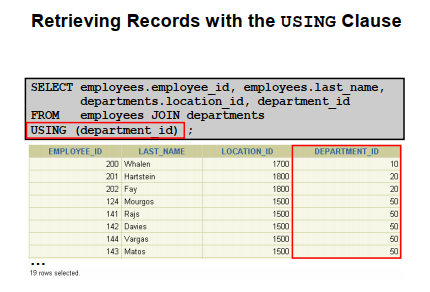 Retrieving Records with the USING Clause
SELECT employees.employee_id, employees.last_name,
departments.location_id, department_id
FROM employees JOIN departments
USING (department_id) ;
EMPLOYEE_ID LAST_NAME LOCATION_ID DEPARTMENT_ID
200 Whalen 1700 10
201 Hartstein 1800 20
202 Fay 1800 20
124 Mourgos 1500 50
141 Rajs 1500 50
142 Davies 1500 50
144 Vargas 1500 50
143 Matos 1500 50
...
19 rows selected.